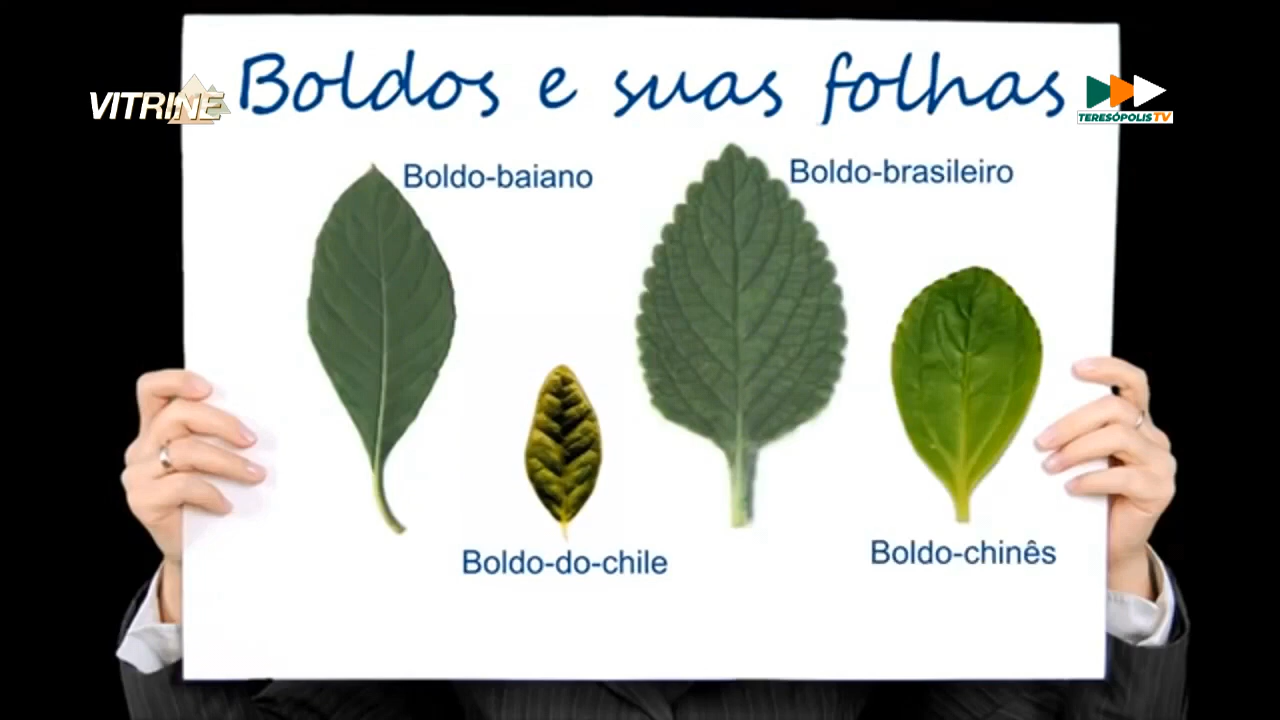 Boldos e suas folhas
VITRINE
TERESÓPOLIS TV
Boldo-baiano
Boldo-brasileiro
Boldo-do-chile
Boldo-chinês